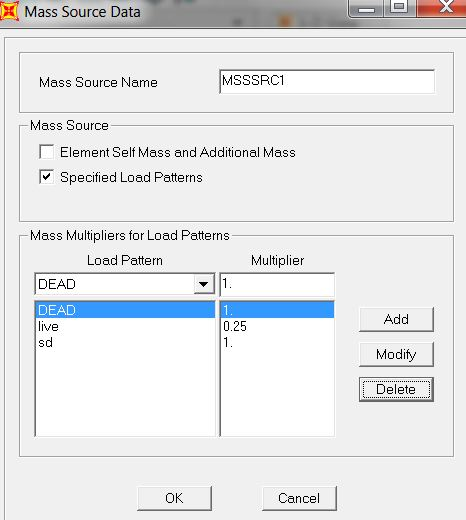 Mass Source Data
Mass Source Name MSSSRC1
Mass Source
Element Self Mass and Additional Mass
Specified Load Patterns
Mass Multipliers for Load Patterns
Load Pattern Multiplier
DEAD 1.
DEAD 1.
live 0.25
sd 1.
Add
Modify
Delete
OK Cancel